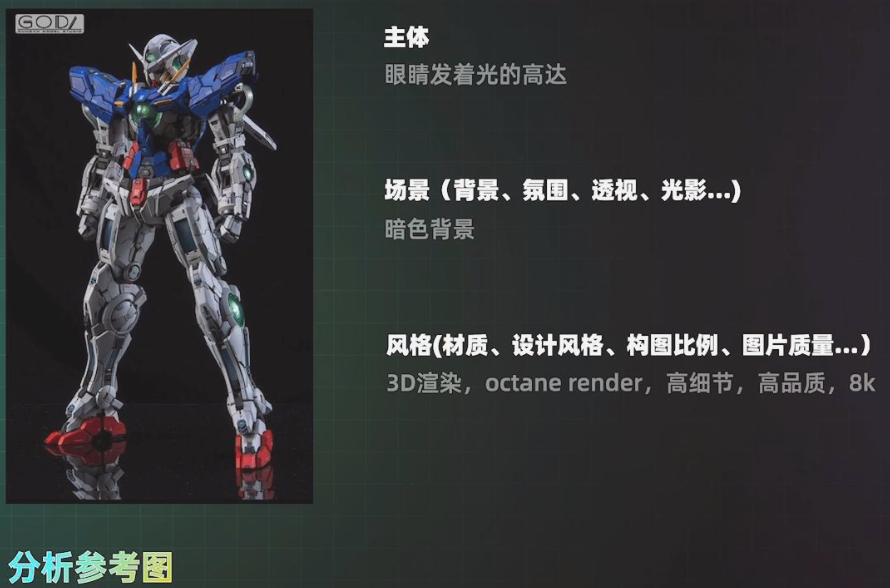 GOD/
主体
眼睛发着光的高达
场景（背景、氛围、透视、光影...)
暗色背景
风格(材质、设计风格、构图比例、图片质量...）
3D渲染，octane render，高细节，高品质，8k
分析参考图